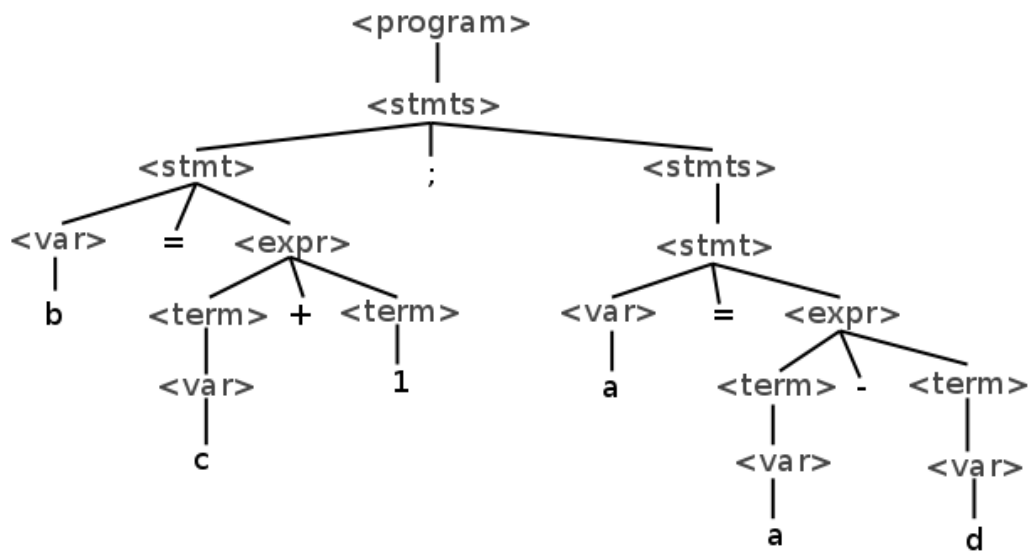 <program>
<stmts>
<stmt> ; <stmts>
<var> = <expr> <stmt>
b <term> + <term> <var> = <expr>
<var> 1 a <term> - <term>
c <var> <var>
a d